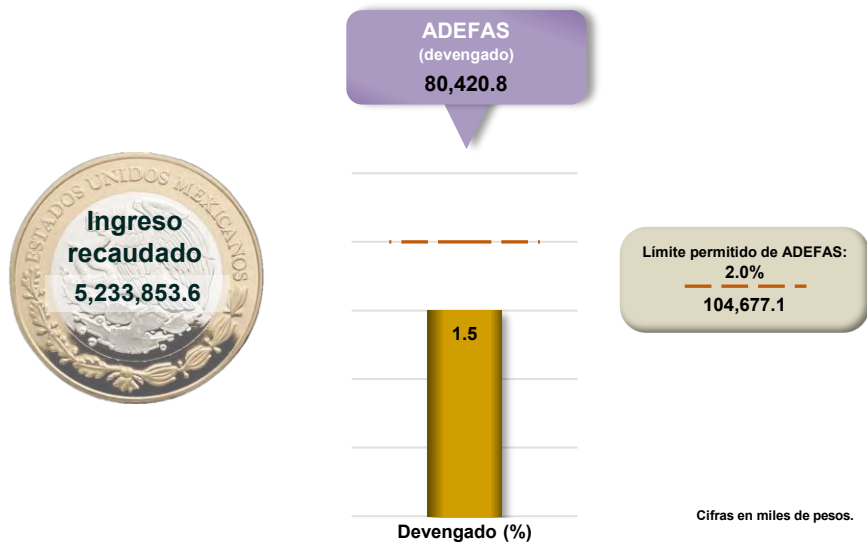 ADEFAS
(devengado)
80,420.8
ESTADOS UNIDOS MEXICANOS
Ingreso
recaudado
5,233,853.6
Límite permitido de ADEFAS:
2.0%
104,677.1
1.5
Devengado (%)
Cifras en miles de pesos.